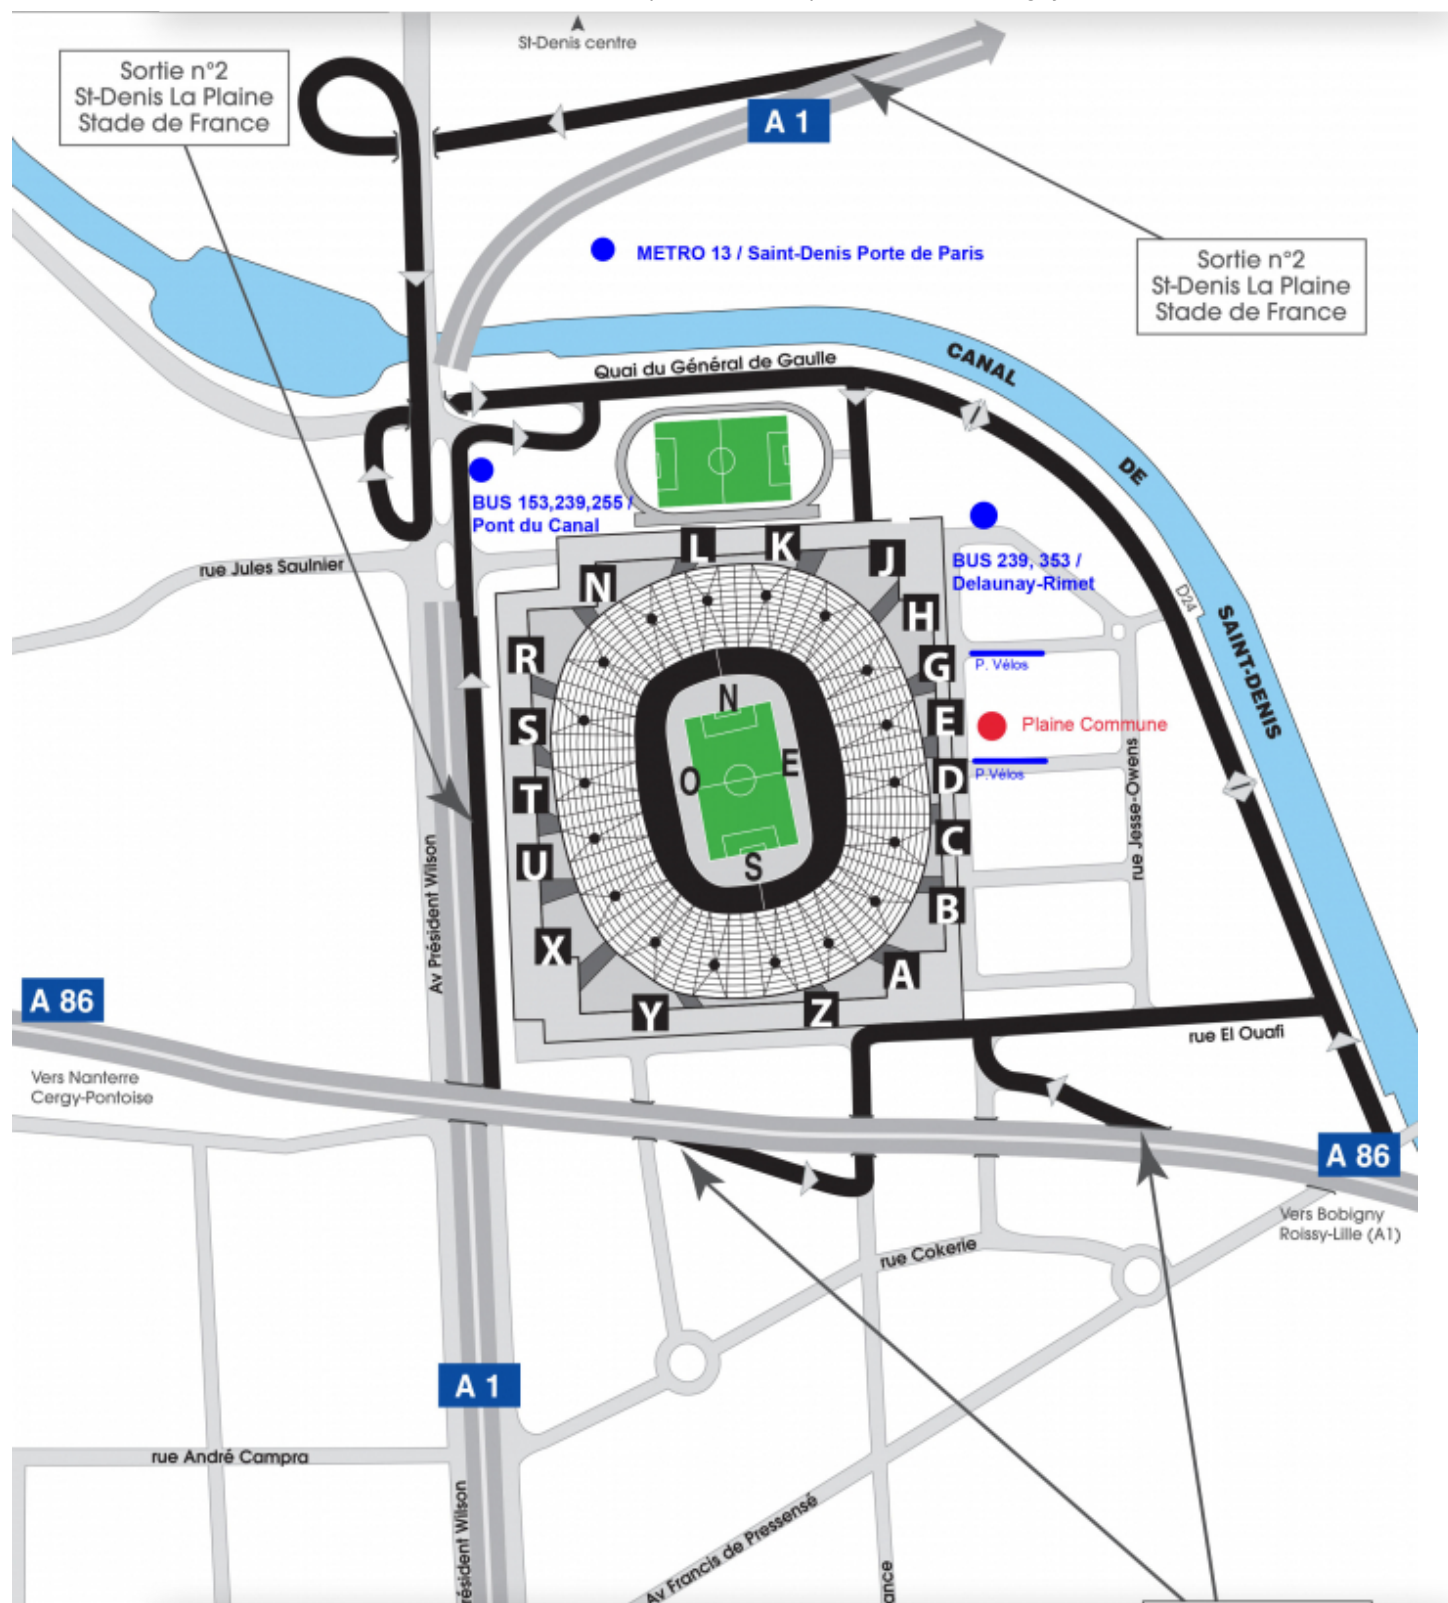 St-Denis centre
Sortie n°2
St-Denis La Plaine
Stade de France
A 1
METRO 13 / Saint-Denis Porte de Paris
Sortie n°2
St-Denis La Plaine
Stade de France
Quai du Général de Gaulle
CANAL
DE
SAINT-DENIS
BUS 153,239,255 /
Pont du Canal
BUS 239, 353 /
Delaunay-Rimet
rue Jules Saulnier
D24
L
K
J
N
H
R
G
P. Vélos
S
E
Plaine Commune
N
E
O
S
T
D
P.Vélos
rue Jesse-Owens
U
C
B
X
A
Y
Z
Av Président Wilson
A 86
Vers Nanterre
Cergy-Pontoise
rue El Ouafi
A 86
Vers Bobigny
Roissy-Lille (A1)
rue Cokerie
A 1
rue André Campra
résident Wilson
Av Francis de Pressensé
ance